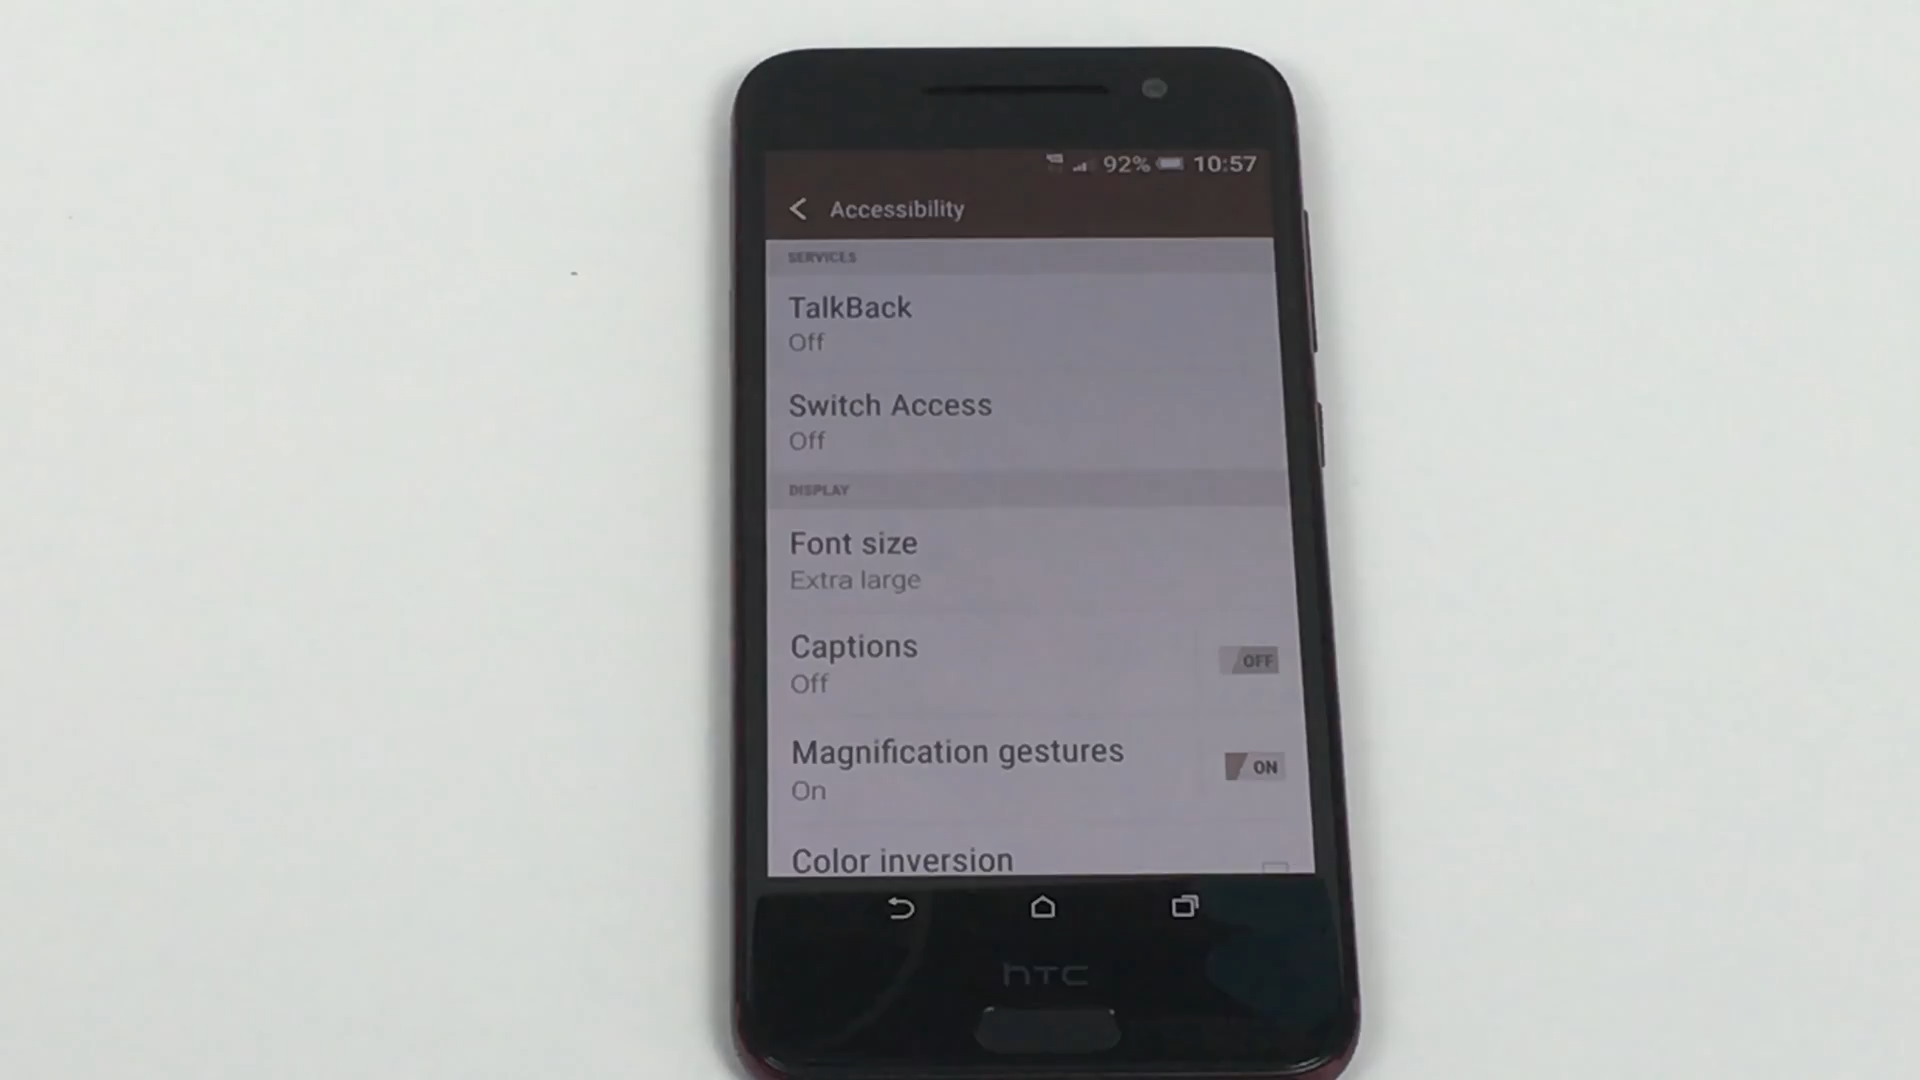 92% 10:57
Accessibility
SERVICES
TalkBack
Off
Switch Access
Off
DISPLAY
Font size
Extra large
Captions
Off
OFF
Magnification gestures
On
ON
Color inversion
hTC